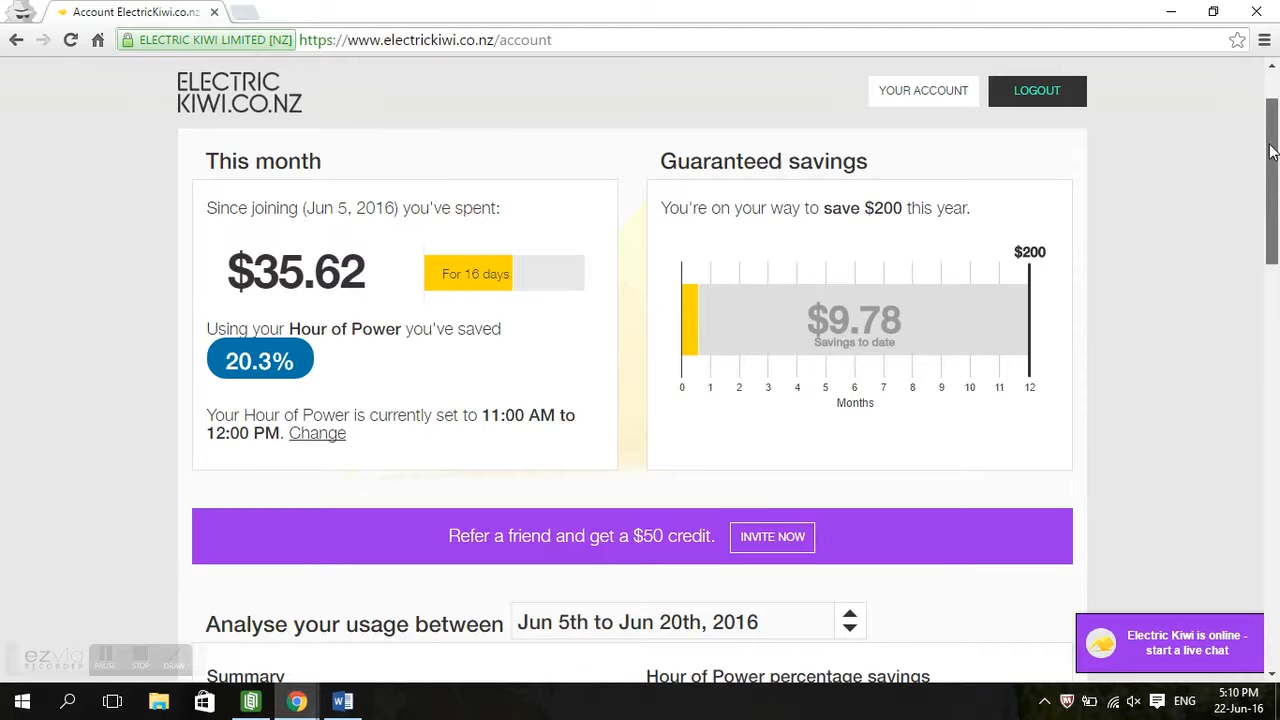 Account ElectricKiwi.co.nz
ELECTRIC KIWI LIMITED [NZ] https://www.electrickiwi.co.nz/account
ELECTRIC
KIWI.CO.NZ
YOUR ACCOUNT
LOGOUT
This month
Since joining (Jun 5, 2016) you've spent:
$35.62
For 16 days
Using your Hour of Power you've saved
20.3%
Your Hour of Power is currently set to 11:00 AM to
12:00 PM. Change
Guaranteed savings
You're on your way to save $200 this year.
$200
$9.78
Savings to date
0 1 2 3 4 5 6 7 8 9 10 11 12
Months
Refer a friend and get a $50 credit. INVITE NOW
Analyse your usage between Jun 5th to Jun 20th, 2016
Summary
Hour of Power percentage savings
Electric Kiwi is online -
start a live chat
ezvid
RECORDER
PAUSE STOP DRAW
ENG
5:10 PM
22-Jun-16